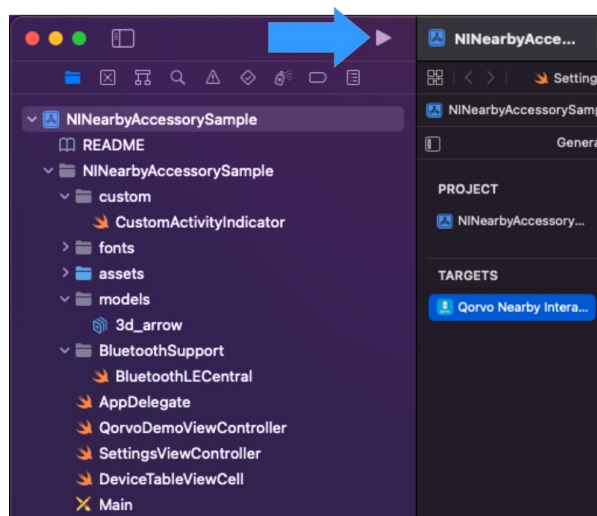 NINearbyAcce...
Setting
NINearbyAccessorySample
NINearbyAccessorySamp
README
Genera
NINearbyAccessorySample
custom
PROJECT
CustomActivityIndicator
NINearbyAccessory...
fonts
assets
TARGETS
models
Qorvo Nearby Intera...
3d_arrow
BluetoothSupport
BluetoothLECentral
AppDelegate
QorvoDemoViewController
SettingsViewController
DeviceTableViewCell
Main